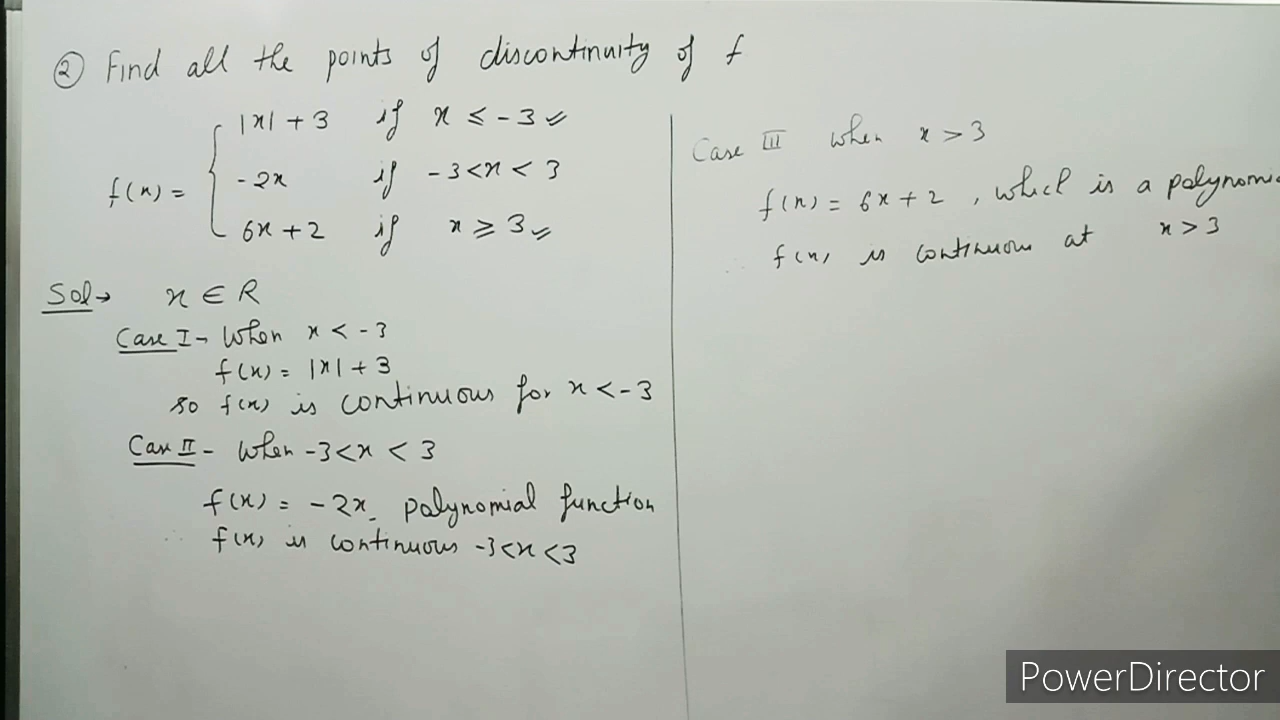 ② Find all the points of discontinuity of f
|x| + 3 if x ≤ -3
f(x) = { -2x if -3 < x < 3
6x + 2 if x ≥ 3
Sol→ x ∈ R
Case I - When x < -3
f(x) = |x| + 3
so f(x) is continuous for x < -3
Case II - when -3 < x < 3
f(x) = -2x polynomial function
∴ f(x) is continuous -3 < x < 3
Case III when x > 3
f(x) = 6x + 2 , which is a polynomia
∴ f(x) is continuous at x > 3
PowerDirector